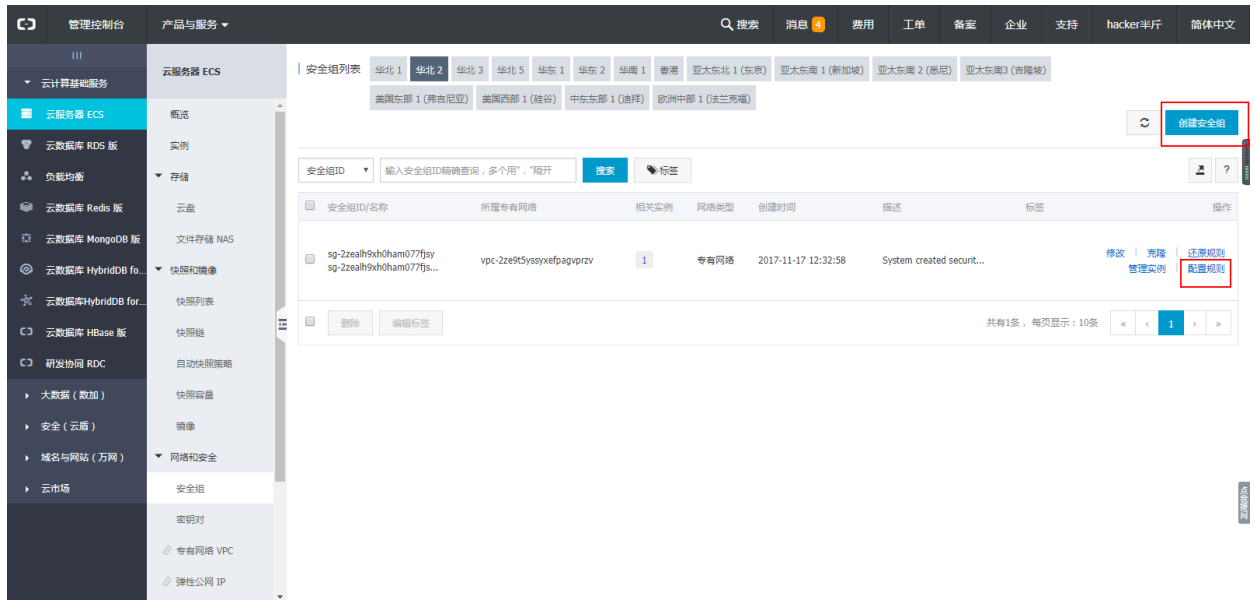 管理控制台 产品与服务 搜索 消息 4 费用 工单 备案 企业 支持 hacker半斤 简体中文
云计算基础服务
云服务器 ECS
云数据库 RDS 版
负载均衡
云数据库 Redis 版
云数据库 MongoDB 版
云数据库 HybridDB fo...
云数据库HybridDB for...
云数据库 HBase 版
研发协同 RDC
大数据（数加）
安全（云盾）
域名与网站（万网）
云市场
云服务器 ECS
概览
实例
存储
云盘
文件存储 NAS
快照和镜像
快照列表
快照链
自动快照策略
快照容量
镜像
网络和安全
安全组
密钥对
专有网络 VPC
弹性公网 IP
安全组列表 华北 1 华北 2 华北 3 华北 5 华东 1 华东 2 华南 1 香港 亚太东北 1 (东京) 亚太东南 1 (新加坡) 亚太东南 2 (悉尼) 亚太东南3 (吉隆坡)
美国东部 1 (弗吉尼亚) 美国西部 1 (硅谷) 中东东部 1 (迪拜) 欧洲中部 1 (法兰克福)
创建安全组
安全组ID 输入安全组ID精确查询，多个用","隔开 搜索 标签 ?
安全组ID/名称 所属专有网络 相关实例 网络类型 创建时间 描述 标签 操作
sg-2zealh9xh0ham077fjsy
sg-2zealh9xh0ham077fjs...
vpc-2ze9t5yssyxefpagvprzv 1 专有网络 2017-11-17 12:32:58 System created securit...
修改 克隆 还原规则
管理实例 配置规则
删除 编辑标签 共有1条，每页显示：10条 « ‹ 1 › »
点我提问